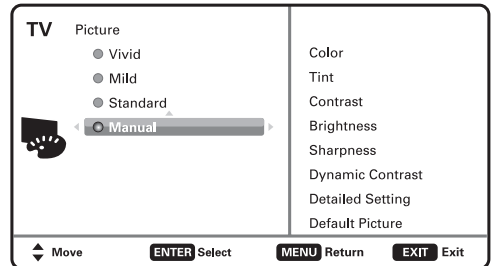 TV
Picture
Vivid
Mild
Standard
Manual
Color
Tint
Contrast
Brightness
Sharpness
Dynamic Contrast
Detailed Setting
Default Picture
Move ENTER Select MENU Return EXIT Exit